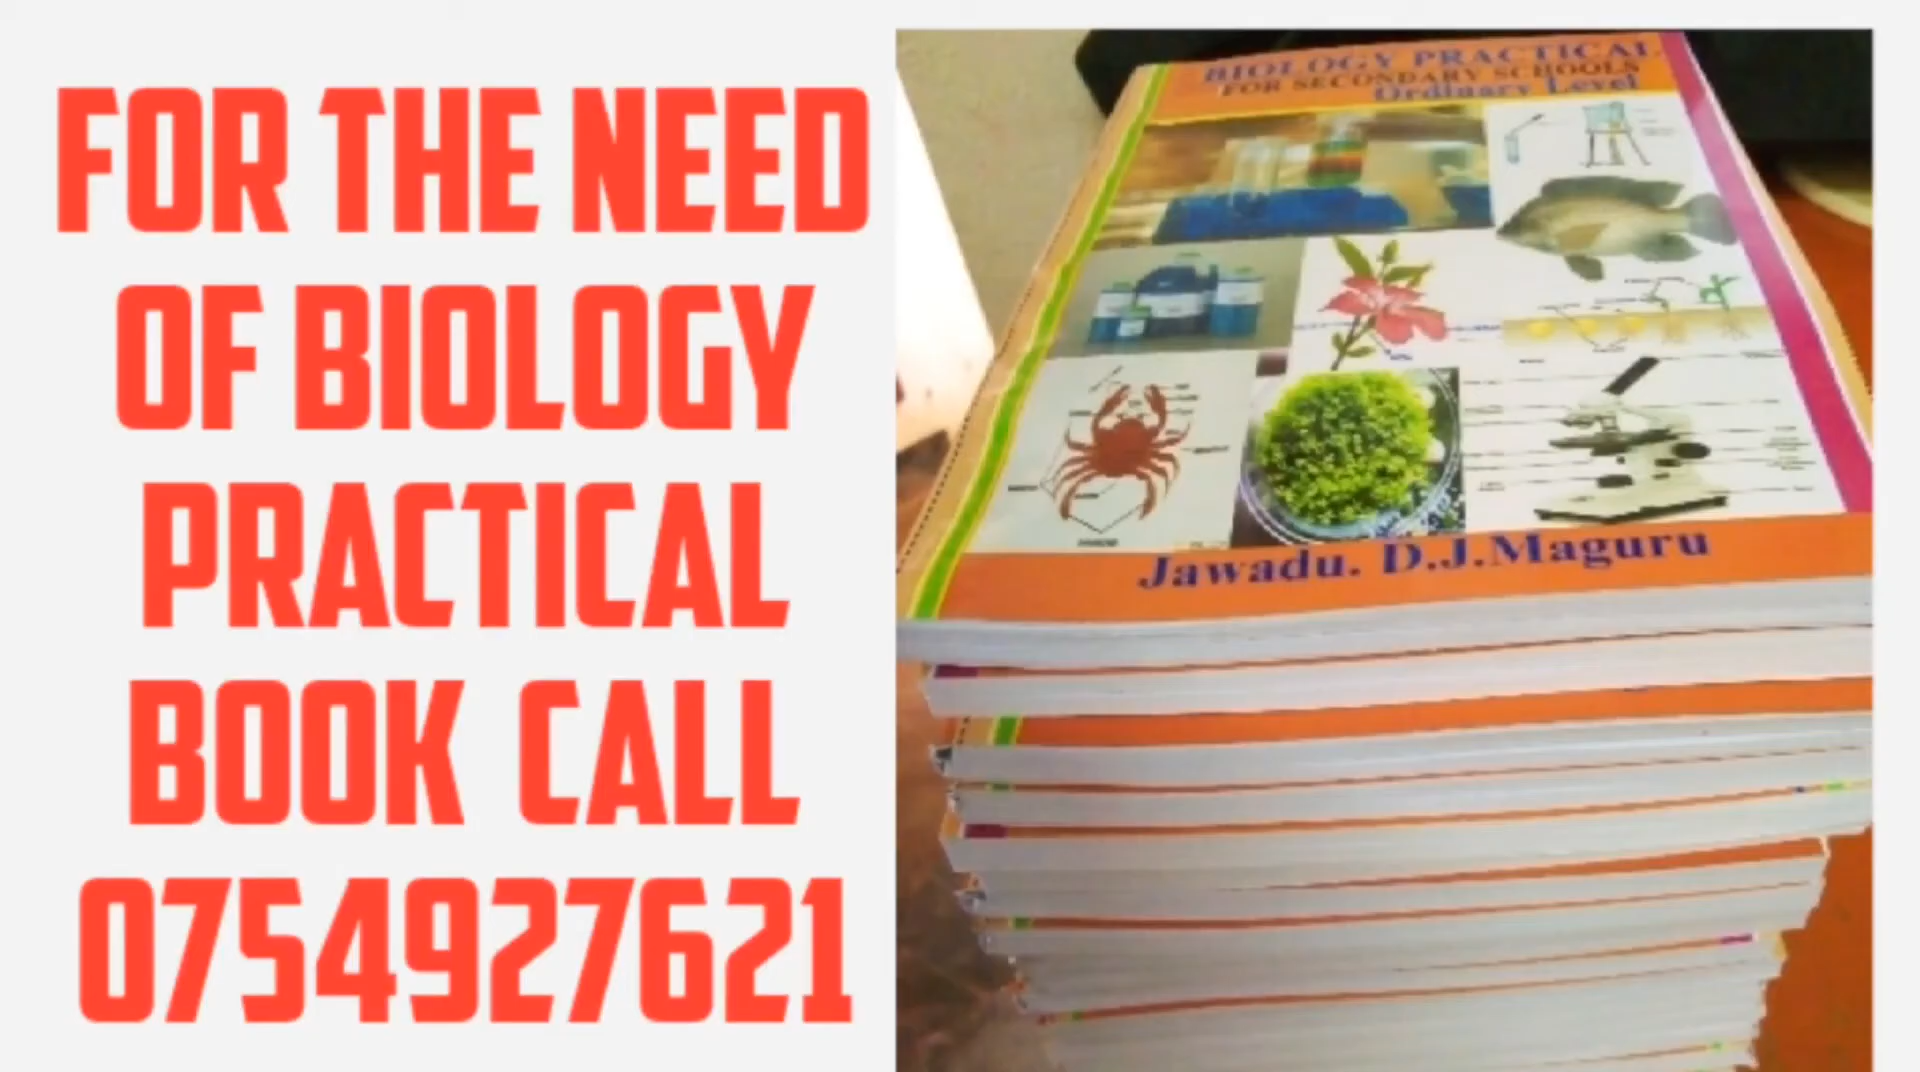 FOR THE NEED
OF BIOLOGY
PRACTICAL
BOOK CALL
0754927621
BIOLOGY PRACTICAL
FOR SECONDARY SCHOOLS
Ordinary Level
Jawadu. D.J.Maguru